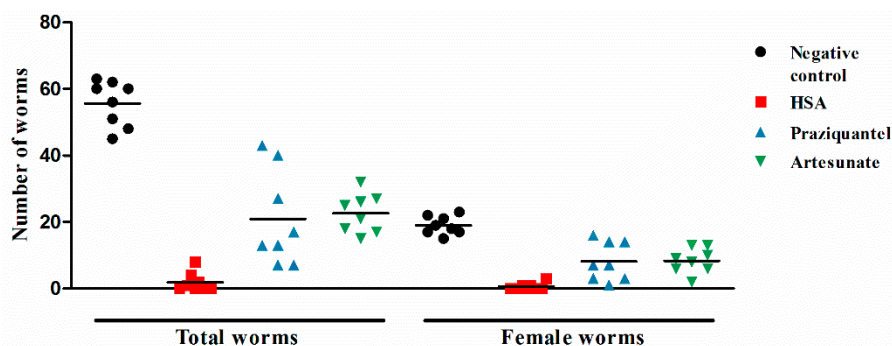 80
60
40
20
0
Number of worms
Total worms
Female worms
Negative
control
HSA
Praziquantel
Artesunate